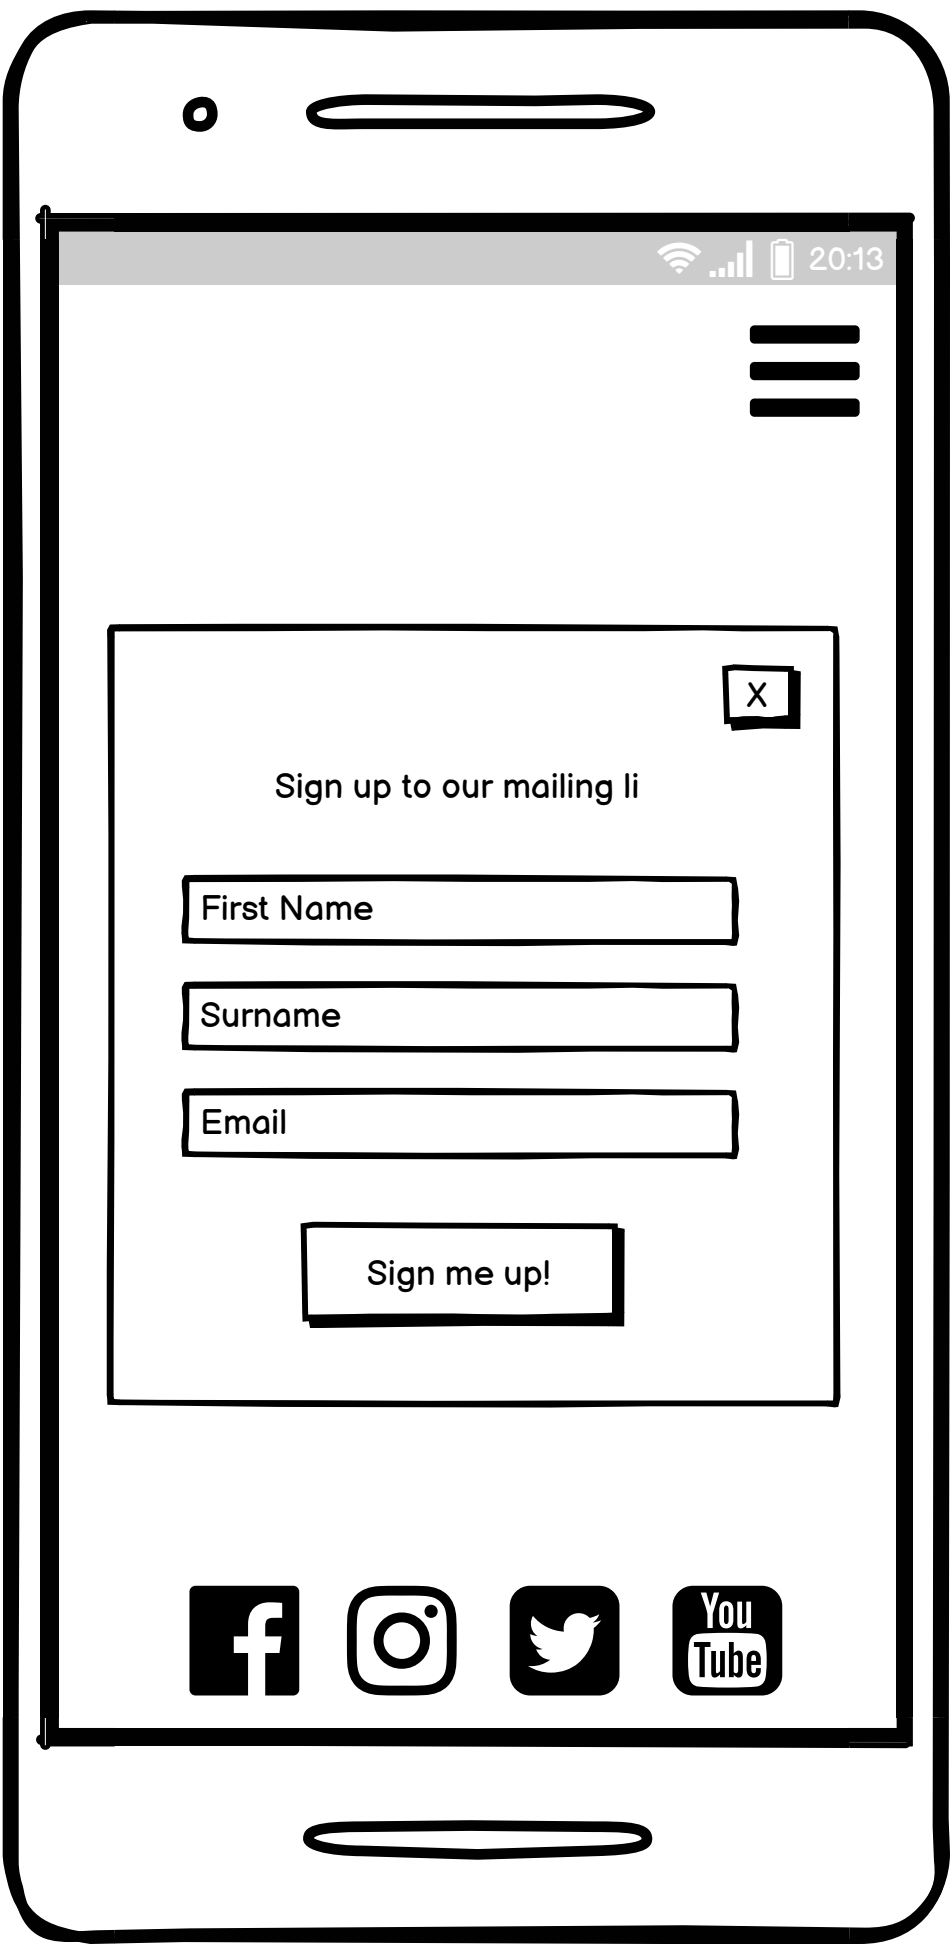 20:13
X
Sign up to our mailing li
First Name
Surname
Email
Sign me up!
You
Tube